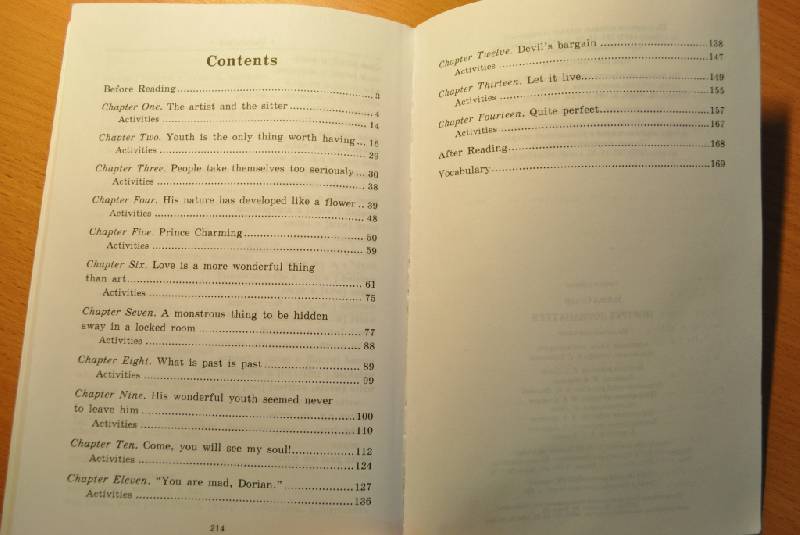 Contents
Before Reading.......... 3
Chapter One. The artist and the sitter.......... 4
Activities.......... 14
Chapter Two. Youth is the only thing worth having... 16
Activities.......... 29
Chapter Three. People take themselves too seriously... 30
Activities.......... 38
Chapter Four. His nature has developed like a flower.. 39
Activities.......... 48
Chapter Five. Prince Charming.......... 50
Activities.......... 59
Chapter Six. Love is a more wonderful thing
than art.......... 61
Activities.......... 75
Chapter Seven. A monstrous thing to be hidden
away in a locked room.......... 77
Activities.......... 88
Chapter Eight. What is past is past.......... 89
Activities.......... 99
Chapter Nine. His wonderful youth seemed never
to leave him.......... 100
Activities.......... 110
Chapter Ten. Come, you will see my soul!.......... 112
Activities.......... 124
Chapter Eleven. "You are mad, Dorian.".......... 127
Activities.......... 136
214
Chapter Twelve. Devil's bargain.......... 138
Activities.......... 147
Chapter Thirteen. Let it live.......... 149
Activities.......... 155
Chapter Fourteen. Quite perfect.......... 157
Activities.......... 167
After Reading.......... 168
Vocabulary.......... 169